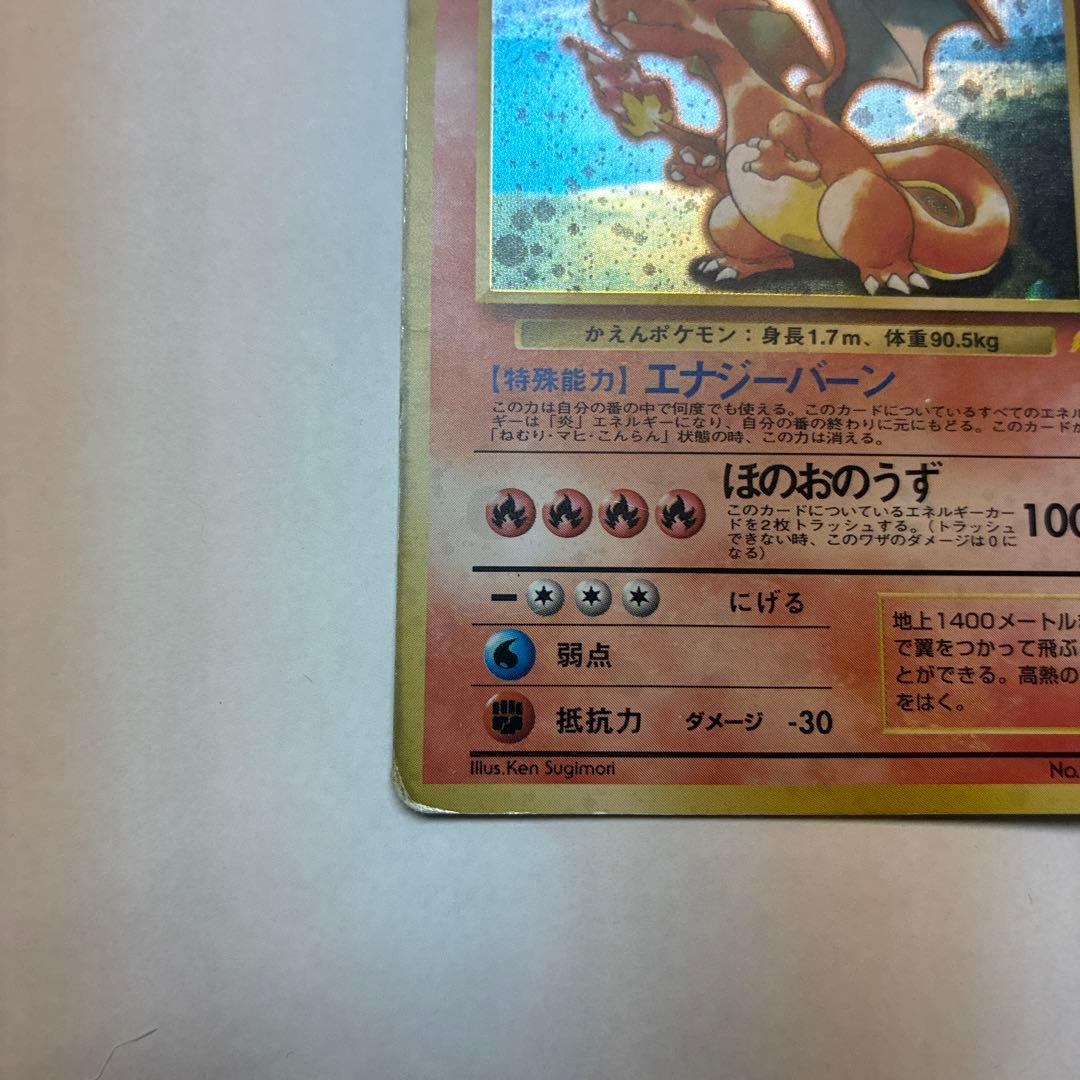 かえんポケモン：身長1.7m、体重90.5kg
【特殊能力】エナジーバーン
この力は自分の番の中で何度でも使える。このカードについているすべてのエネル
ギーは「炎」エネルギーになり、自分の番の終わりに元にもどる。このカードが
「ねむり・マヒ・こんらん」状態の時、この力は消える。
ほのおのうず
このカードについているエネルギーカー
ドを2枚トラッシュする。（トラッシュ
できない時、このワザのダメージは0に
なる）
100
にげる
弱点
抵抗力 ダメージ -30
地上1400メートル
で翼をつかって飛ぶ
とができる。高熱の
をはく。
Illus.Ken Sugimori
No.